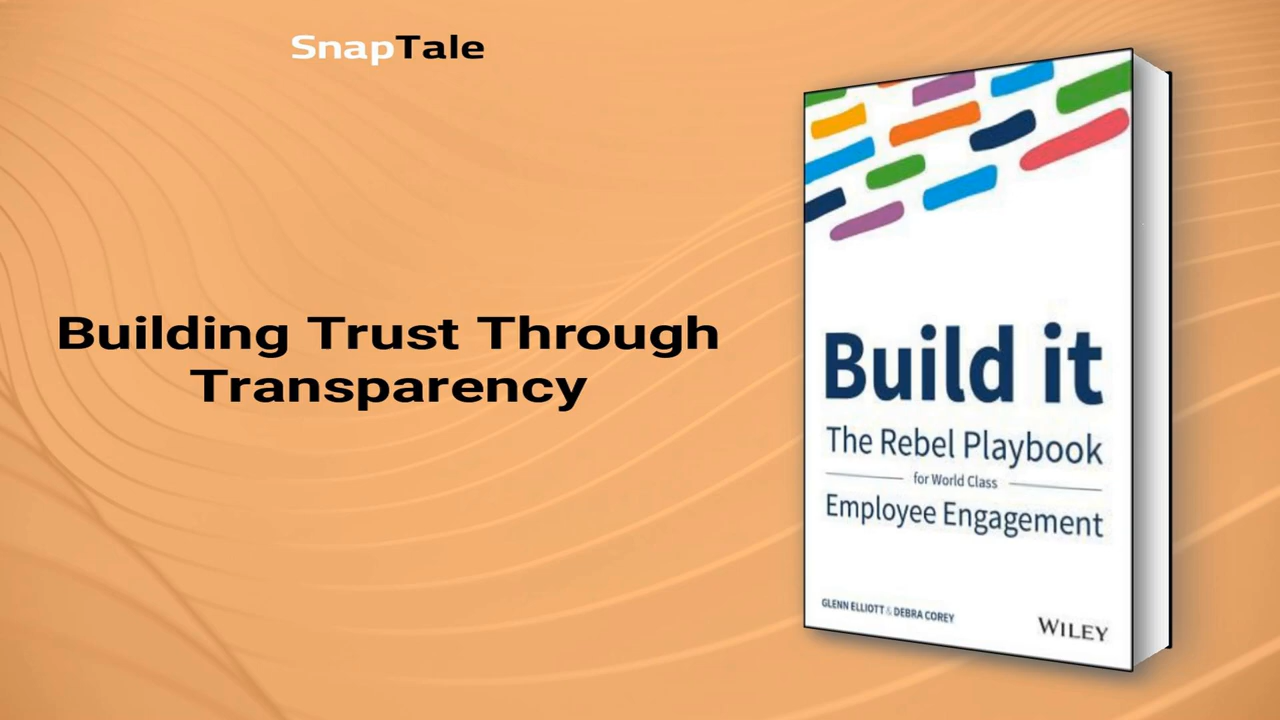 SnapTale
Building Trust Through
Transparency
Build it
The Rebel Playbook
for World Class
Employee Engagement
GLENN ELLIOTT & DEBRA COREY
WILEY